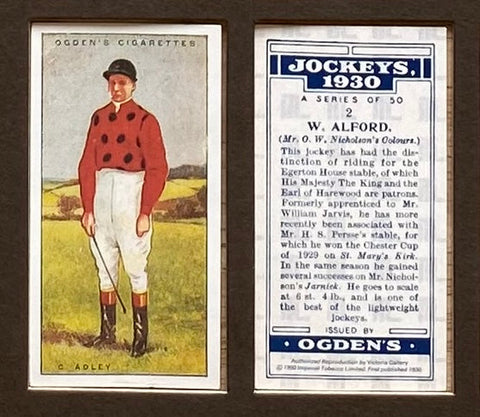 OGDEN'S CIGARETTES
C. ADLEY
JOCKEYS,
1930
A SERIES OF 50
2
W. ALFORD.
(Mr. O. W. Nicholson's Colours.)
This jockey has had the dis-
tinction of riding for the
Egerton House stable, of which
His Majesty The King and the
Earl of Harewood are patrons.
Formerly apprenticed to Mr.
William Jarvis, he has more
recently been associated with
Mr. H. S. Persse's stable, for
which he won the Chester Cup
of 1929 on St. Mary's Kirk.
In the same season he gained
several successes on Mr. Nichol-
son's Jarnick. He goes to scale
at 6 st. 4 lb., and is one of
the best of the lightweight
jockeys.
ISSUED BY
OGDEN'S
Authorized Reproduction by Victoria Gallery
© 1990 Imperial Tobacco Limited. First published 1930